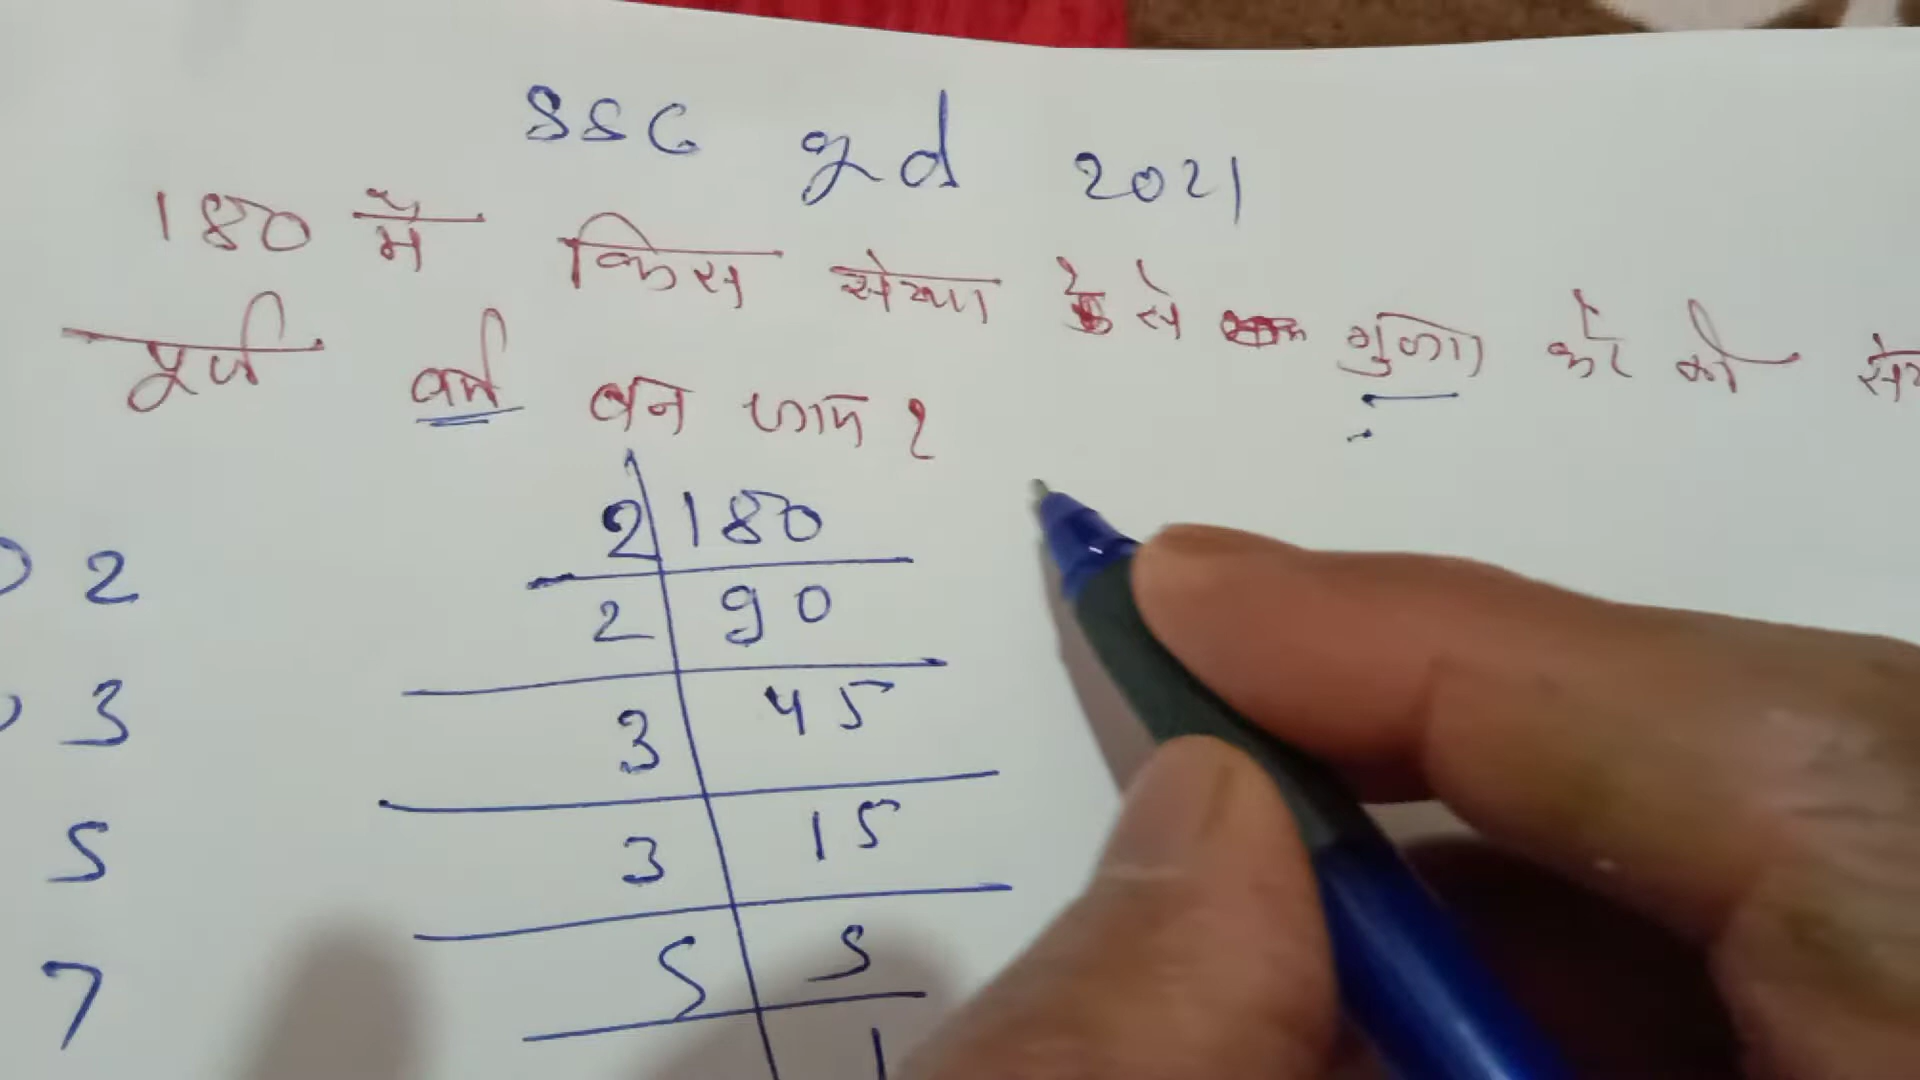 SSC gd 2021
180 में किस संख्या से गुणा करें की
पूर्ण वर्ग बन जाए ?
2 180
2 2 90
3 3 45
3 15
5 5 5
7 1